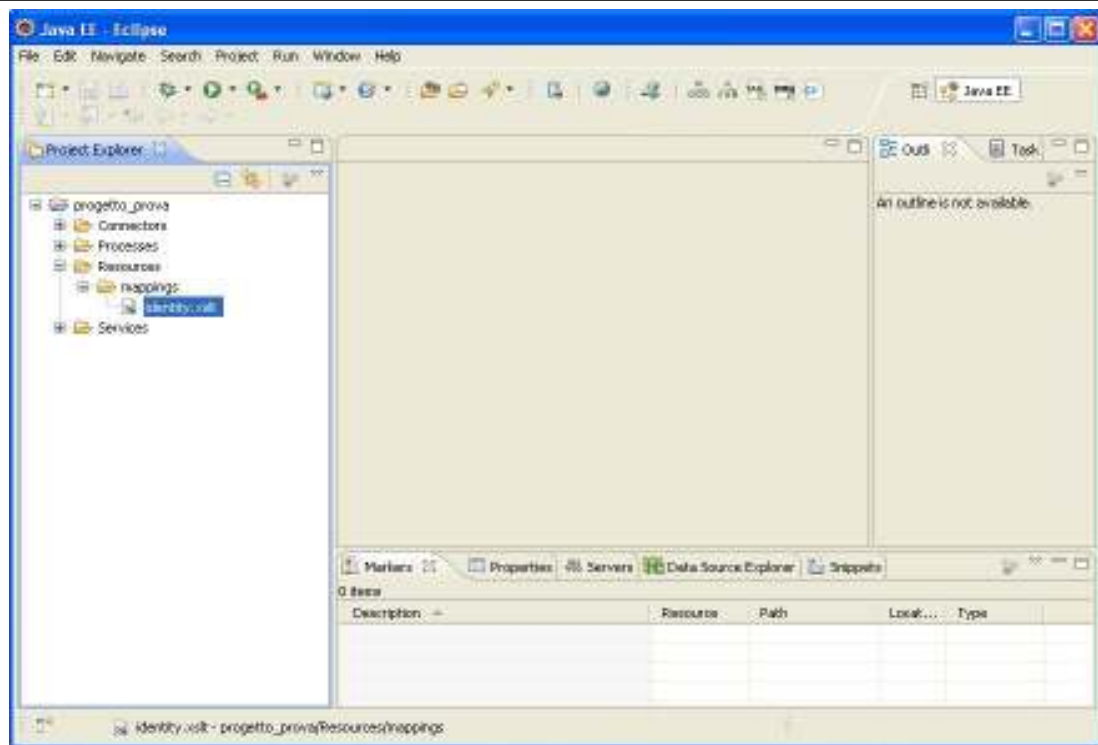 Java EE - Eclipse
File Edit Navigate Search Project Run Window Help
Java EE
Project Explorer
Outli
Task
progetto_prova
An outline is not available.
Connectors
Processes
Resources
mappings
identity.xslt
Services
Markers Properties Servers Data Source Explorer Snippets
0 items
Description Resource Path Locat... Type
identity.xslt - progetto_prova/Resources/mappings